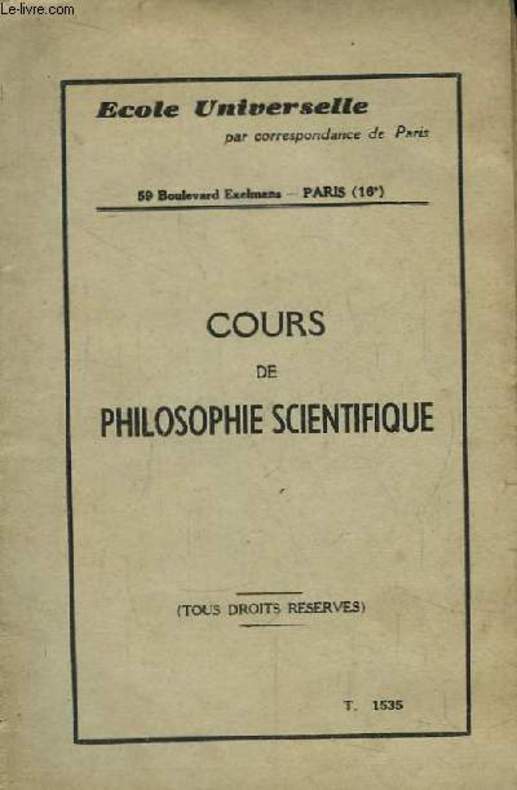 Le-livre.com
Ecole Universelle
par correspondance de Paris
59 Boulevard Exelmans — PARIS (16e)
COURS
DE
PHILOSOPHIE SCIENTIFIQUE
(TOUS DROITS RESERVES)
T. 1535